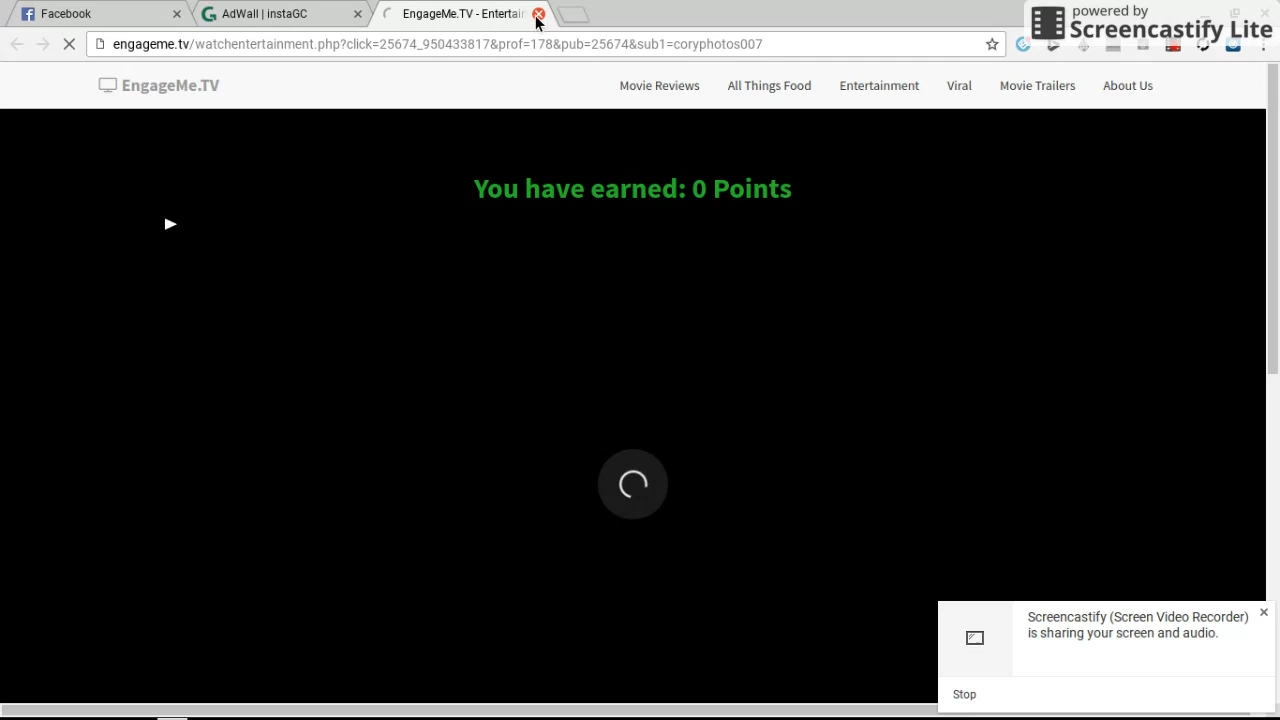 Facebook
AdWall | instaGC
EngageMe.TV - Entertain
powered by
Screencastify Lite
engageme.tv/watchentertainment.php?click=25674_950433817&prof=178&pub=25674&sub1=coryphotos007
EngageMe.TV
Movie Reviews
All Things Food
Entertainment
Viral
Movie Trailers
About Us
You have earned: 0 Points
Screencastify (Screen Video Recorder)
is sharing your screen and audio.
Stop